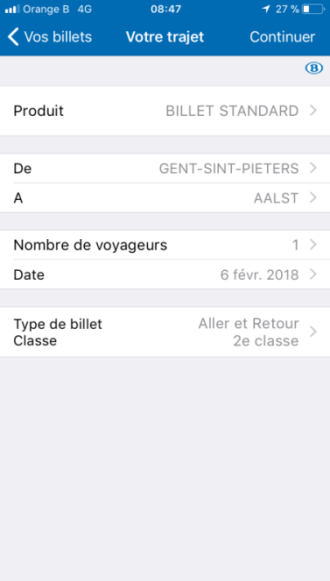 Orange B 4G 08:47 27 %
Vos billets Votre trajet Continuer
B
Produit BILLET STANDARD
De GENT-SINT-PIETERS
A AALST
Nombre de voyageurs 1
Date 6 févr. 2018
Type de billet Aller et Retour
Classe 2e classe